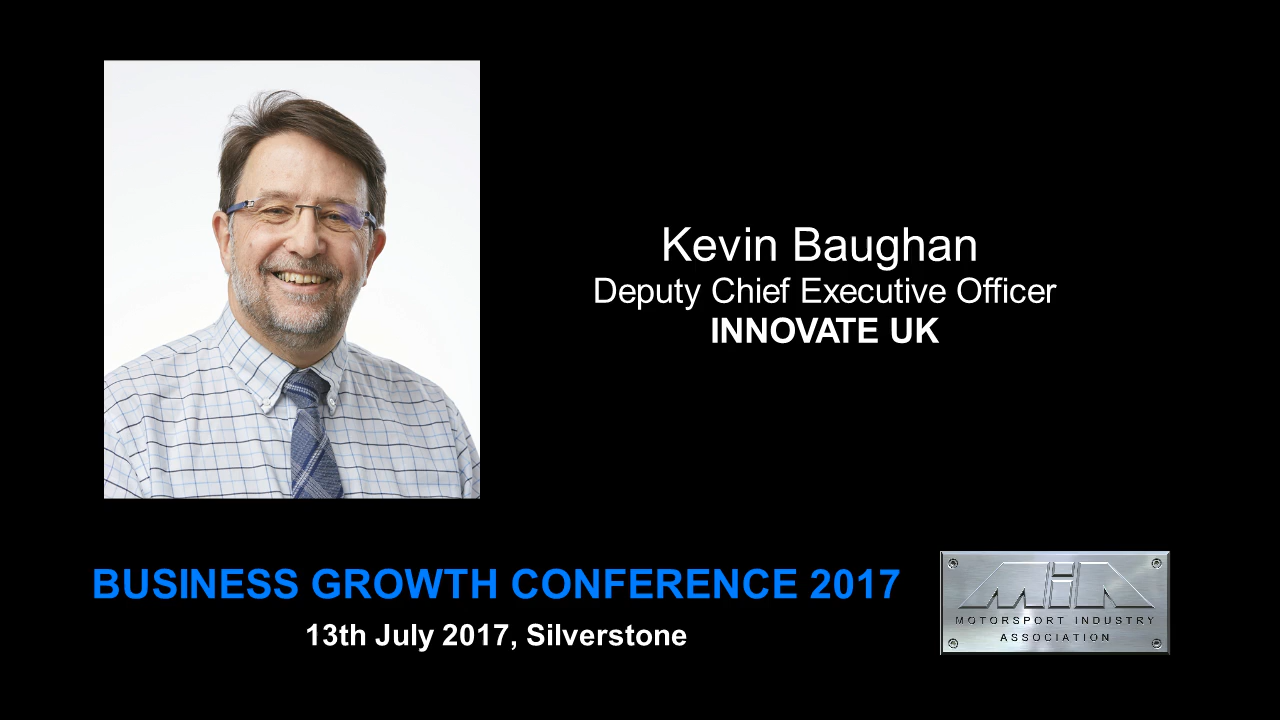 Kevin Baughan
Deputy Chief Executive Officer
INNOVATE UK
BUSINESS GROWTH CONFERENCE 2017
13th July 2017, Silverstone
MIA
MOTORSPORT INDUSTRY
ASSOCIATION